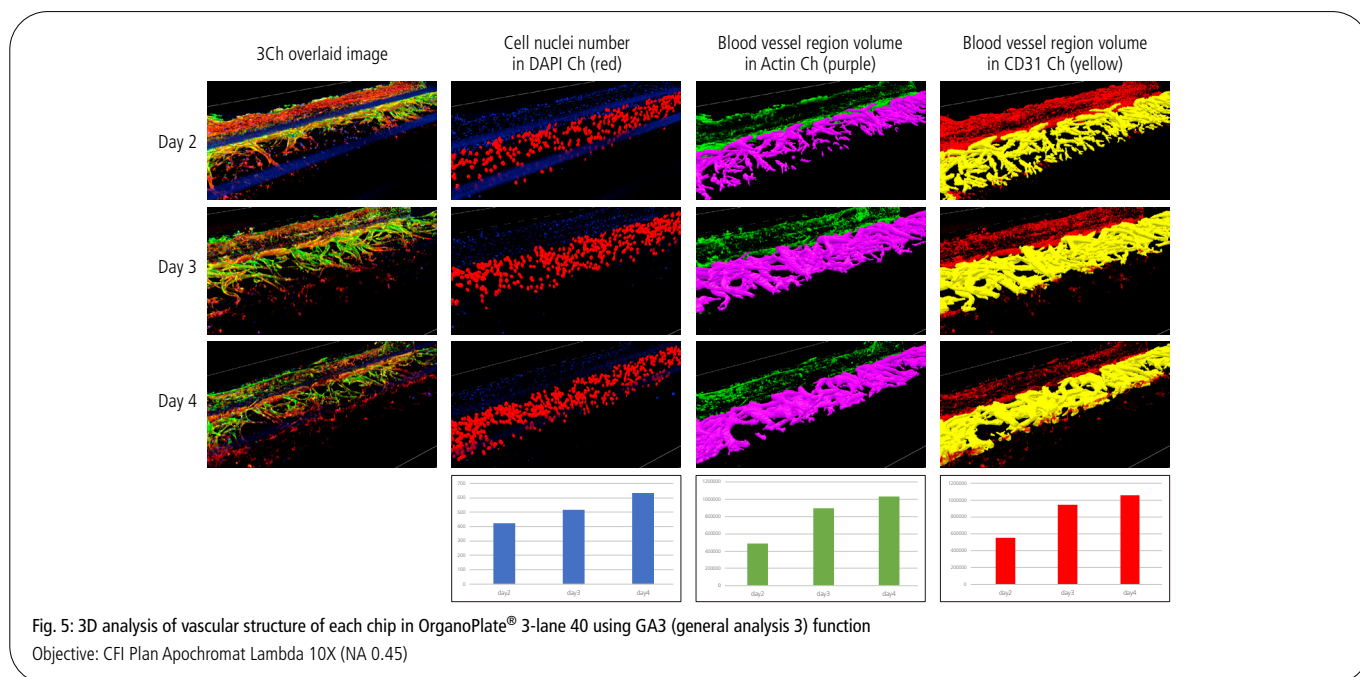 3Ch overlaid image
Cell nuclei number
in DAPI Ch (red)
Blood vessel region volume
in Actin Ch (purple)
Blood vessel region volume
in CD31 Ch (yellow)
Day 2
Day 3
Day 4
700
600
500
400
300
200
100
0
day2 day3 day4
1200000
1000000
800000
600000
400000
200000
0
day2 day3 day4
1200000
1000000
800000
600000
400000
200000
0
day2 day3 day4
Fig. 5: 3D analysis of vascular structure of each chip in OrganoPlate® 3-lane 40 using GA3 (general analysis 3) function
Objective: CFI Plan Apochromat Lambda 10X (NA 0.45)